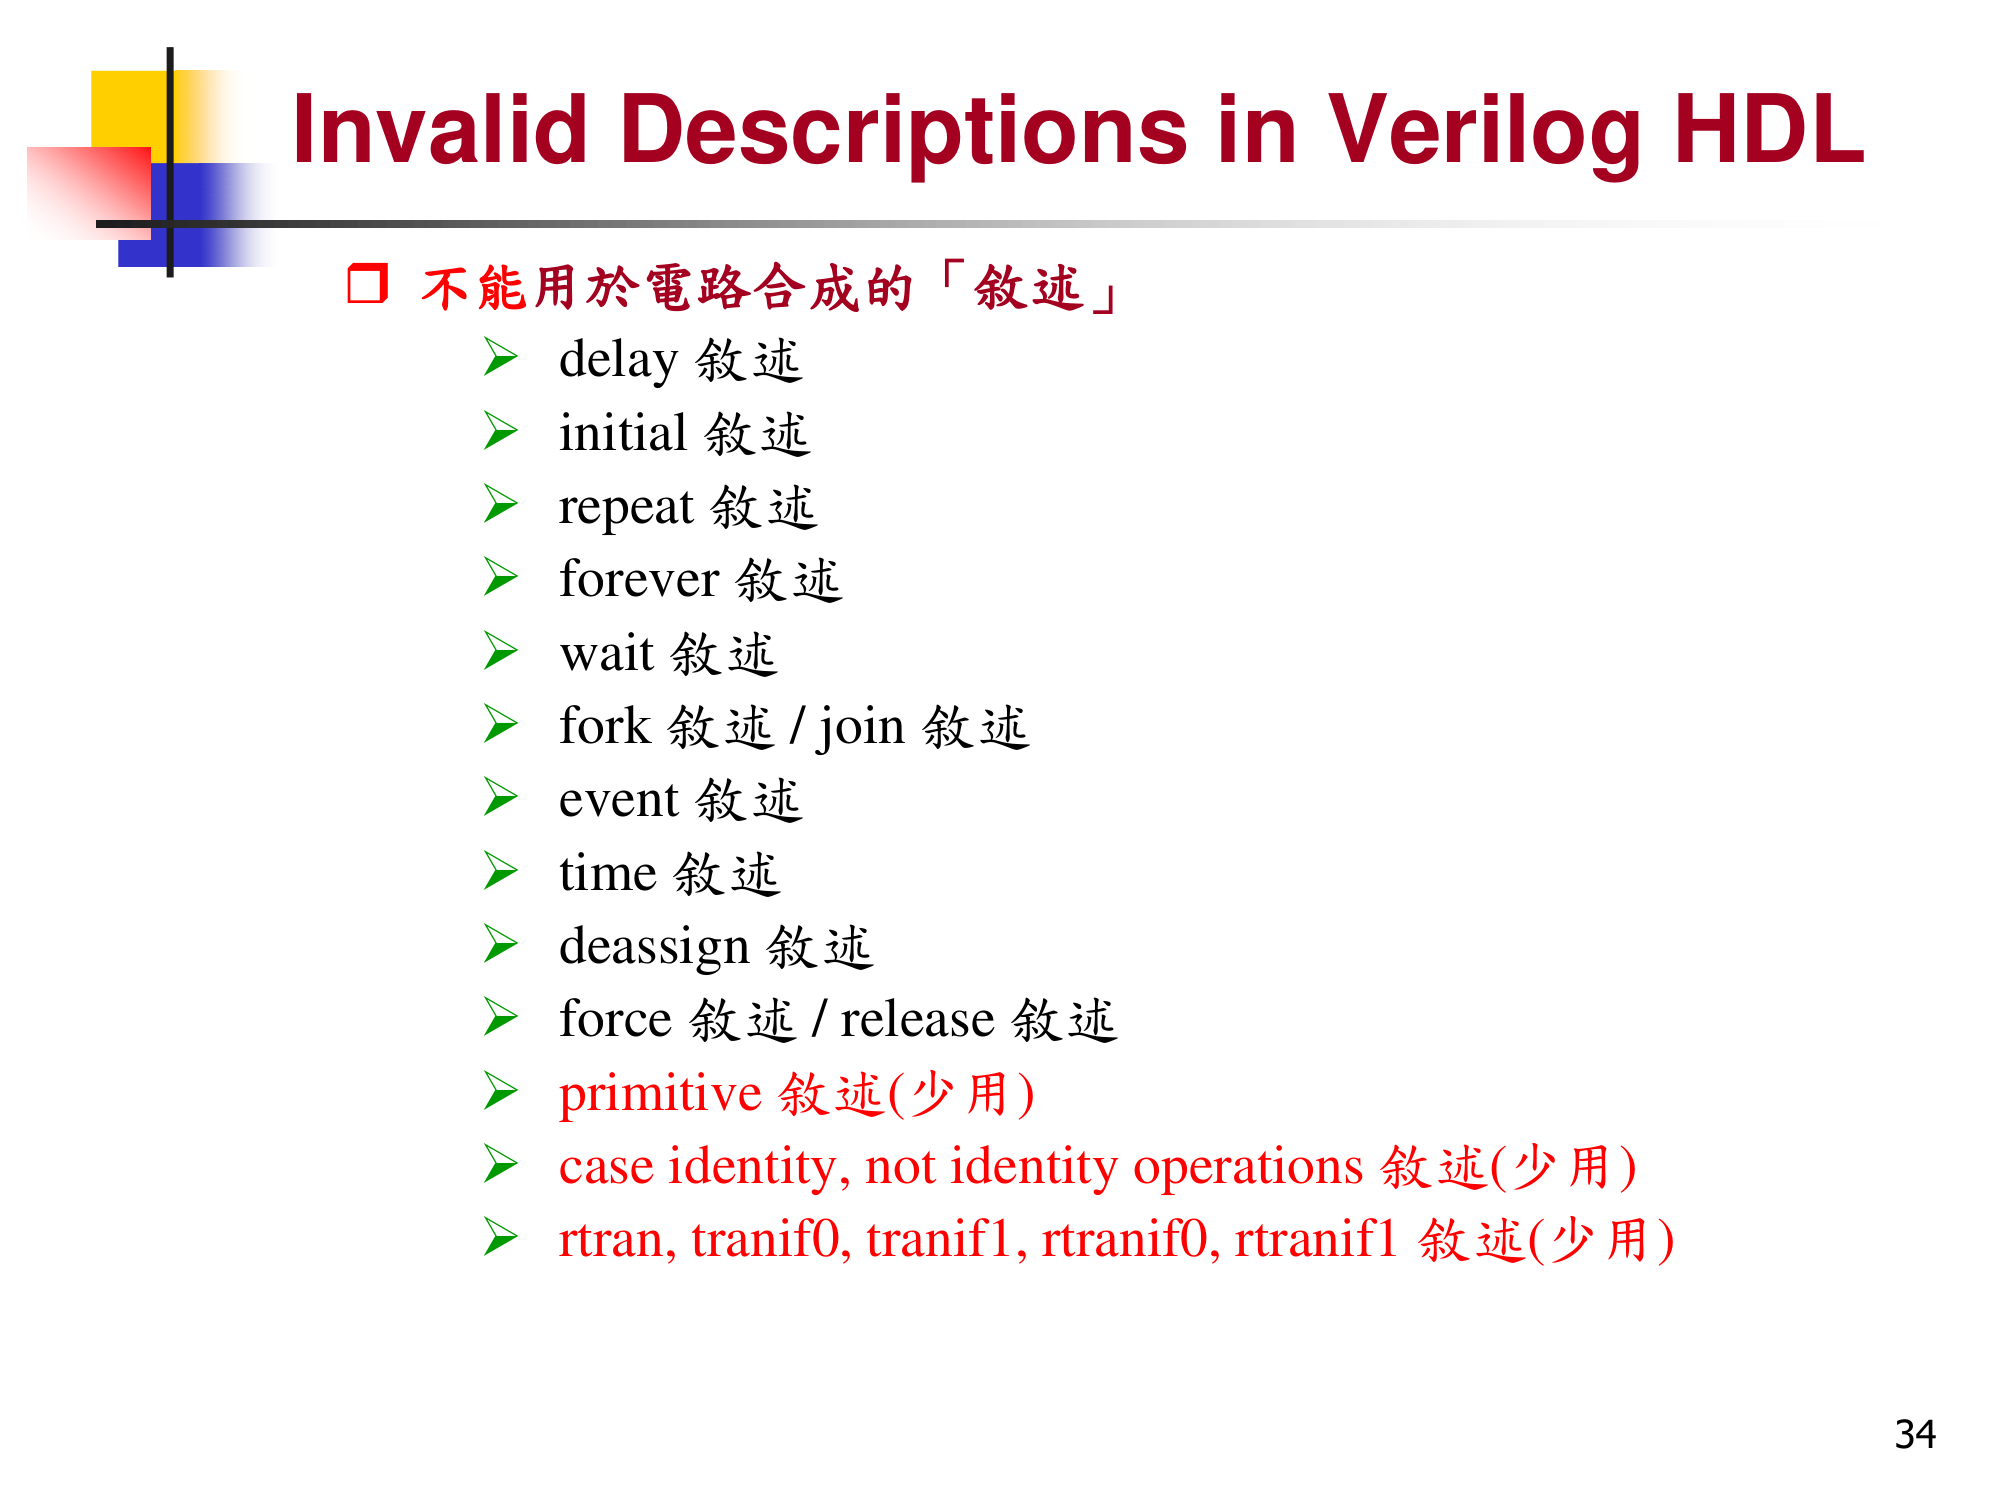 Invalid Descriptions in Verilog HDL
不能用於電路合成的「敘述」
delay 敘述
initial 敘述
repeat 敘述
forever 敘述
wait 敘述
fork 敘述 / join 敘述
event 敘述
time 敘述
deassign 敘述
force 敘述 / release 敘述
primitive 敘述(少用)
case identity, not identity operations 敘述(少用)
rtran, tranif0, tranif1, rtranif0, rtranif1 敘述(少用)
34